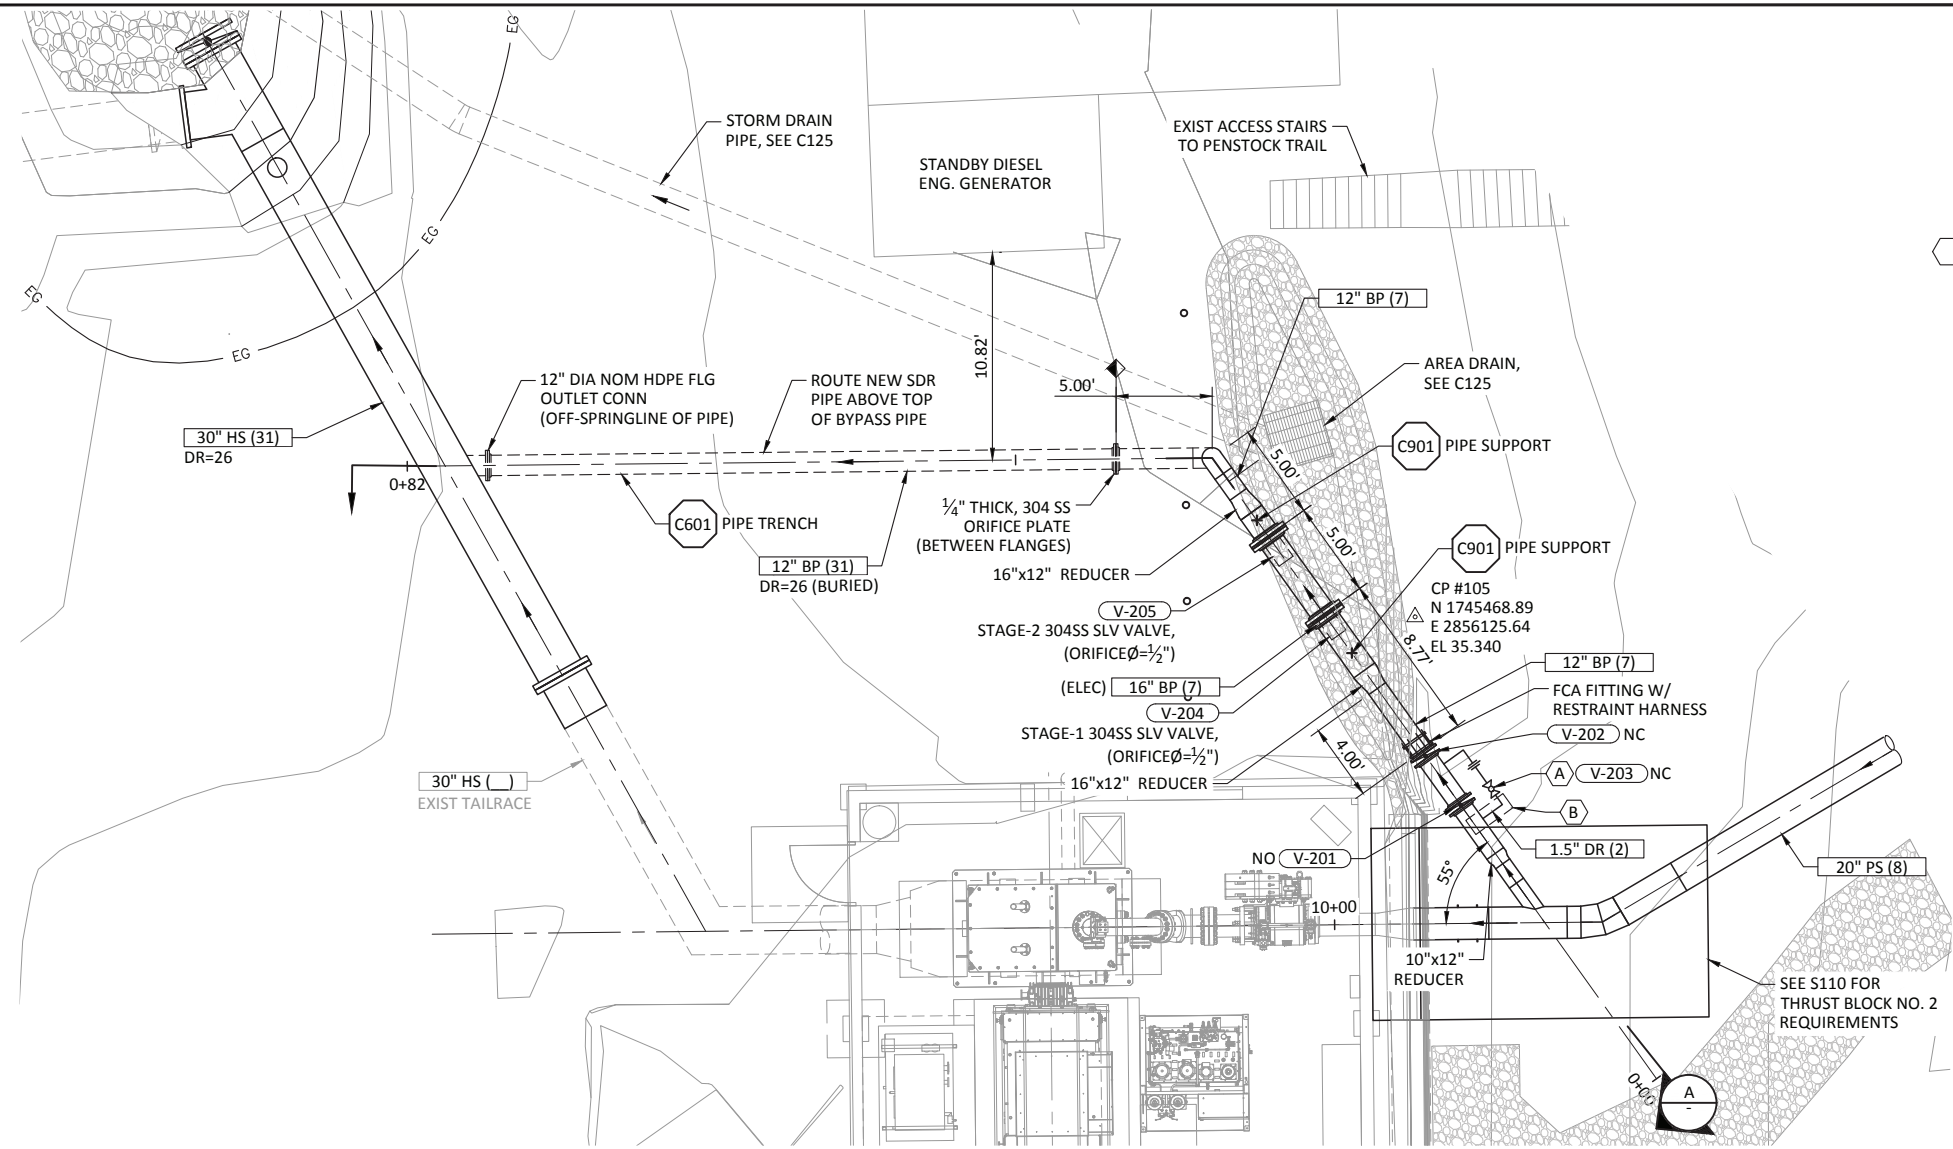 EG
STORM DRAIN
PIPE, SEE C125
STANDBY DIESEL
ENG. GENERATOR
EXIST ACCESS STAIRS
TO PENSTOCK TRAIL
EG
EG
EG
12" BP (7)
10.82'
5.00'
AREA DRAIN,
SEE C125
12" DIA NOM HDPE FLG
OUTLET CONN
(OFF-SPRINGLINE OF PIPE)
ROUTE NEW SDR
PIPE ABOVE TOP
OF BYPASS PIPE
30" HS (31)
DR=26
0+82
C901 PIPE SUPPORT
5.00'
C601 PIPE TRENCH
12" BP (31)
DR=26 (BURIED)
¼" THICK, 304 SS
ORIFICE PLATE
(BETWEEN FLANGES)
5.00'
C901 PIPE SUPPORT
16"x12" REDUCER
CP #105
N 1745468.89
E 2856125.64
EL 35.340
V-205
STAGE-2 304SS SLV VALVE,
(ORIFICEØ=½")
8.77'
(ELEC) 16" BP (7)
12" BP (7)
FCA FITTING W/
RESTRAINT HARNESS
V-204
STAGE-1 304SS SLV VALVE,
(ORIFICEØ=½")
V-202 NC
4.00'
16"x12" REDUCER
A V-203 NC
30" HS (__)
EXIST TAILRACE
B
1.5" DR (2)
NO V-201
55°
20" PS (8)
10+00
10"x12"
REDUCER
SEE S110 FOR
THRUST BLOCK NO. 2
REQUIREMENTS
0+00
A
-